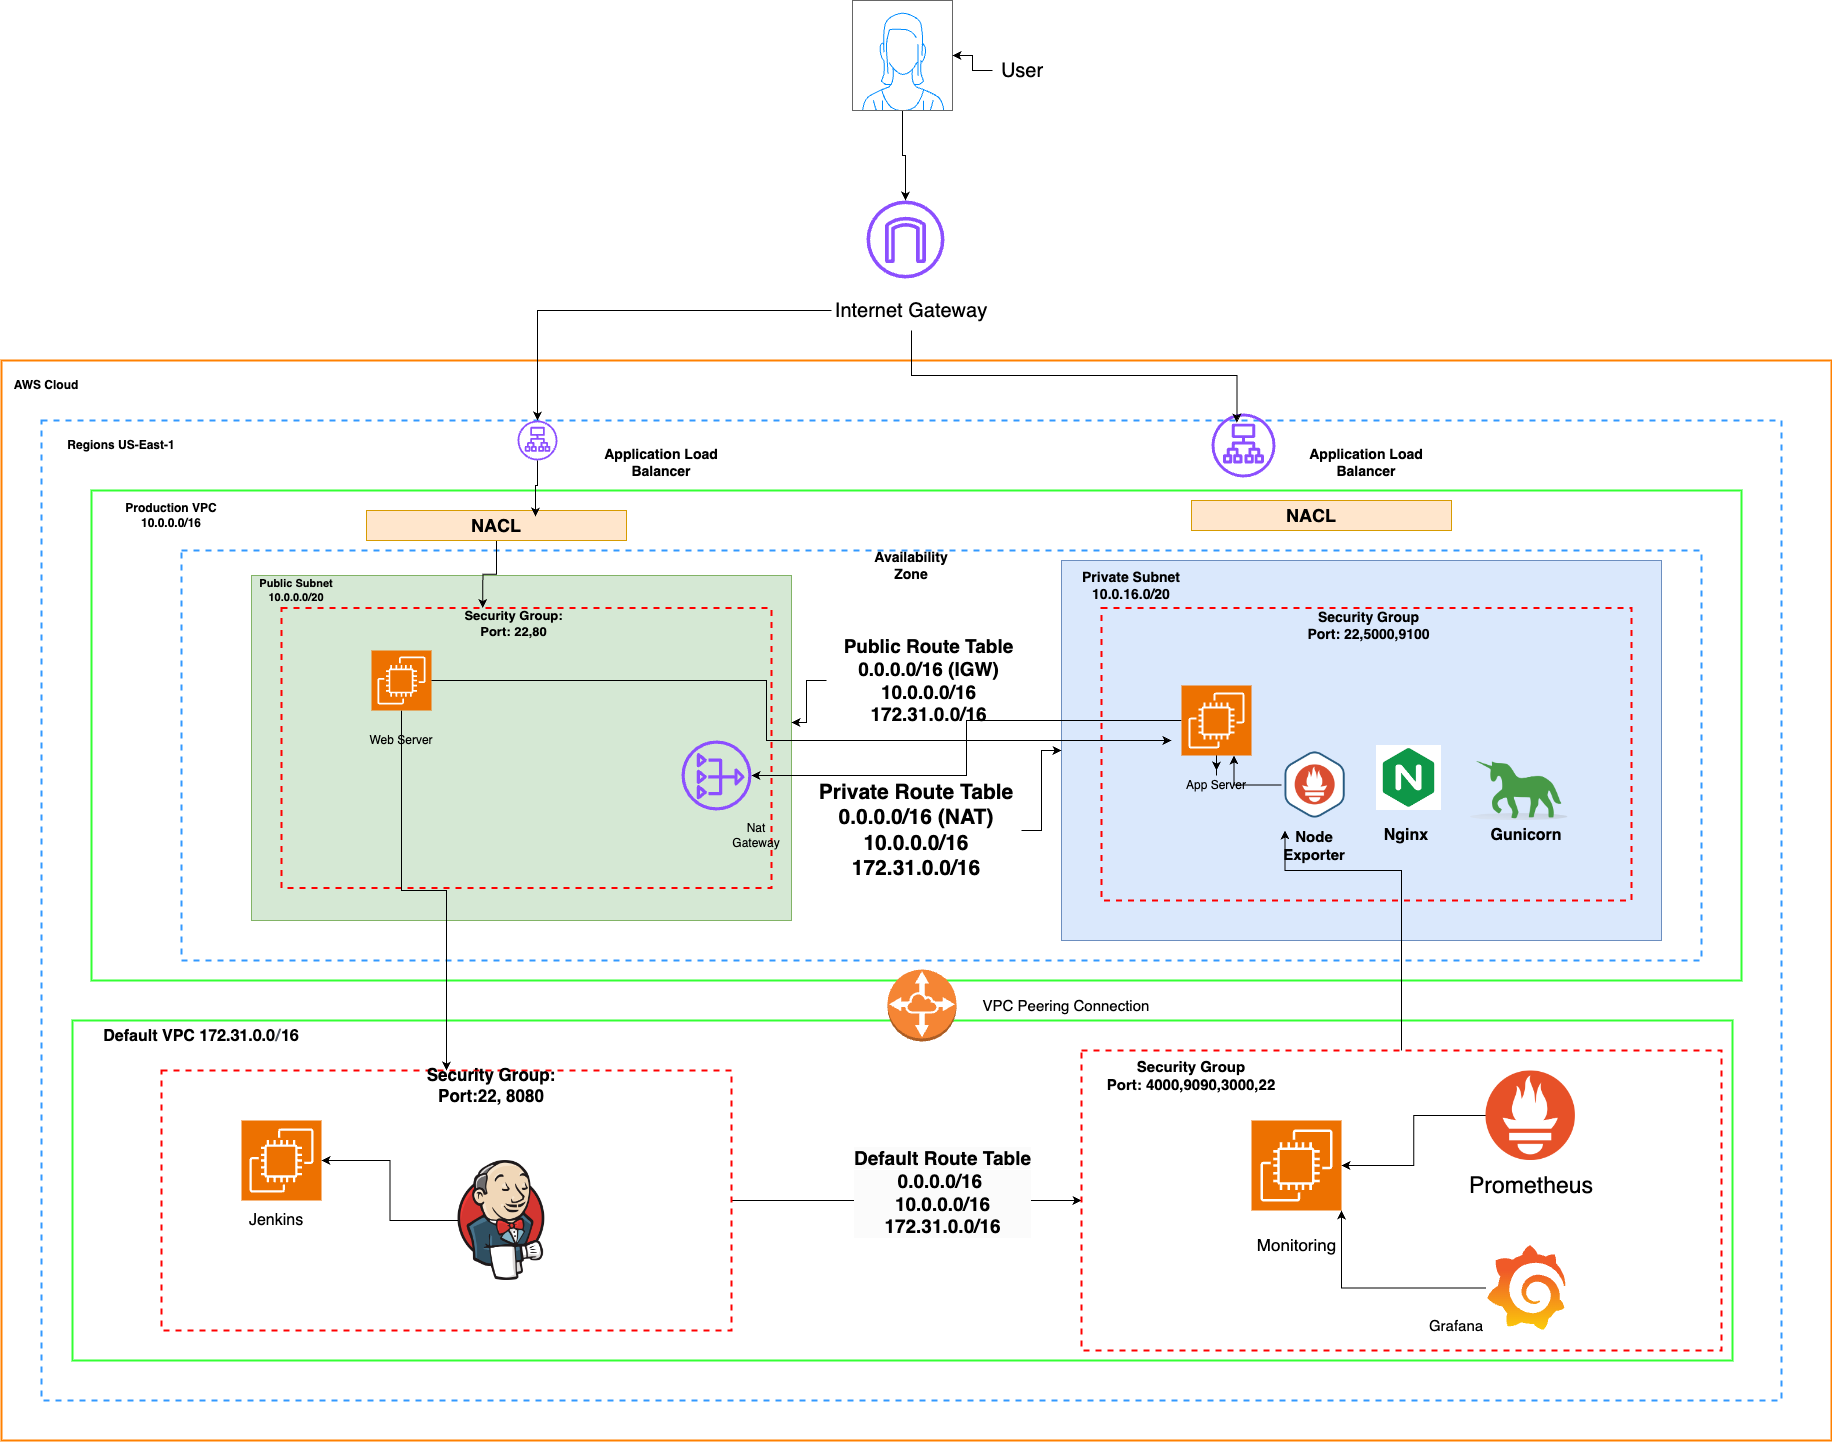 User
Internet Gateway
AWS Cloud
Regions US-East-1
Application Load
Balancer
Application Load
Balancer
Production VPC
10.0.0.0/16
NACL
NACL
Availability
Zone
Public Subnet
10.0.0.0/20
Security Group:
Port: 22,80
Web Server
Nat
Gateway
Public Route Table
0.0.0.0/16 (IGW)
10.0.0.0/16
172.31.0.0/16
Private Route Table
0.0.0.0/16 (NAT)
10.0.0.0/16
172.31.0.0/16
Private Subnet
10.0.16.0/20
Security Group
Port: 22,5000,9100
App Server
Node
Exporter
Nginx
Gunicorn
VPC Peering Connection
Default VPC 172.31.0.0/16
Security Group:
Port:22, 8080
Jenkins
Default Route Table
0.0.0.0/16
10.0.0.0/16
172.31.0.0/16
Security Group
Port: 4000,9090,3000,22
Monitoring
Prometheus
Grafana